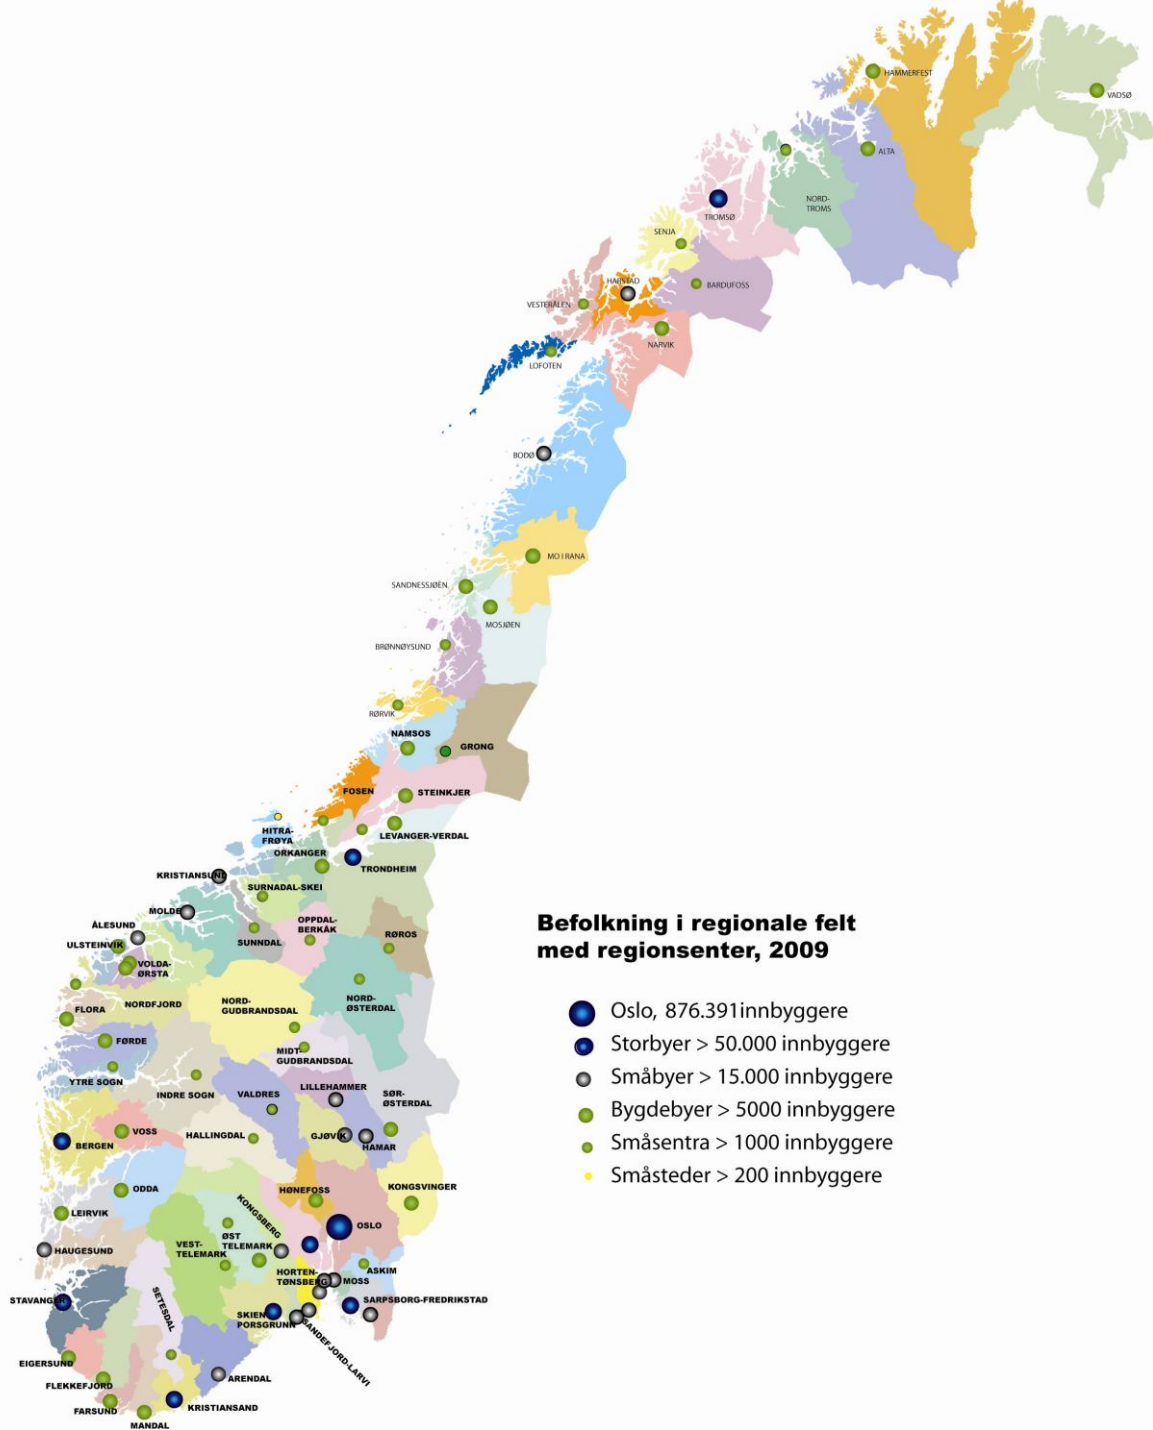 HAMMERFEST
VADSØ
ALTA
NORD-
TROMS
TROMSØ
SENJA
HARSTAD
BARDUFOSS
VESTERÅLEN
NARVIK
LOFOTEN
BODØ
MO I RANA
SANDNESSJØEN
MOSJØEN
BRØNNØYSUND
RØRVIK
NAMSOS
GRONG
FOSEN
STEINKJER
HITRA-
FRØYA
LEVANGER-VERDAL
ORKANGER
TRONDHEIM
KRISTIANSUND
SURNADAL-SKEI
MOLDE
OPPDAL-
BERKÅK
ÅLESUND
ULSTEINVIK
SUNNDAL
RØROS
VOLDA-
ØRSTA
NORDFJORD
NORD-
GUDBRANDSDAL
NORD-
ØSTERDAL
FLORA
FØRDE
MIDT-
GUDBRANDSDAL
YTRE SOGN
INDRE SOGN
VALDRES
LILLEHAMMER
SØR-
ØSTERDAL
VOSS
HALLINGDAL
GJØVIK
HAMAR
BERGEN
ODDA
HØNEFOSS
KONGSVINGER
LEIRVIK
KONGSBERG
OSLO
HAUGESUND
VEST-
TELEMARK
ØST
TELEMARK
HORTEN-
TØNSBERG
MOSS
ASKIM
STAVANGER
SETESDAL
SKIEN
PORSGRUNN
SARPSBORG-FREDRIKSTAD
SANDEFJORD-LARVI
EIGERSUND
FLEKKEFJORD
ARENDAL
FARSUND
KRISTIANSAND
MANDAL
Befolkning i regionale felt
med regionsenter, 2009
Oslo, 876.391innbyggere
Storbyer > 50.000 innbyggere
Småbyer > 15.000 innbyggere
Bygdebyer > 5000 innbyggere
Småsentra > 1000 innbyggere
Småsteder > 200 innbyggere